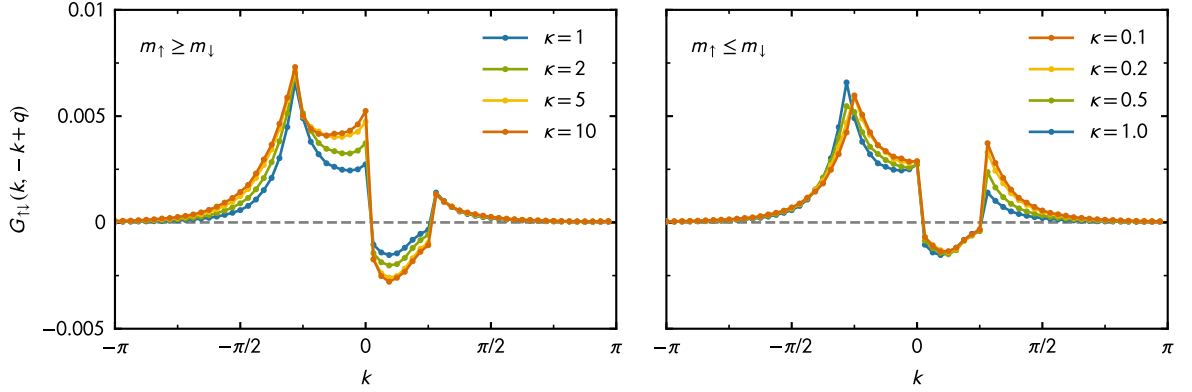 0.01
0.005
0
−0.005
G↑↓(k, −k + q)
m↑ ≥ m↓
κ = 1
κ = 2
κ = 5
κ = 10
−π
−π/2
0
π/2
π
k
m↑ ≤ m↓
κ = 0.1
κ = 0.2
κ = 0.5
κ = 1.0
−π
−π/2
0
π/2
π
k